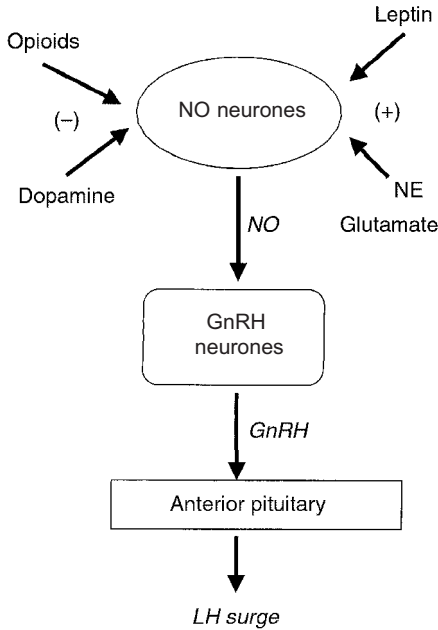 Leptin
Opioids
NO neurones
(–)
(+)
Dopamine
NE
Glutamate
NO
GnRH
neurones
GnRH
Anterior pituitary
LH surge